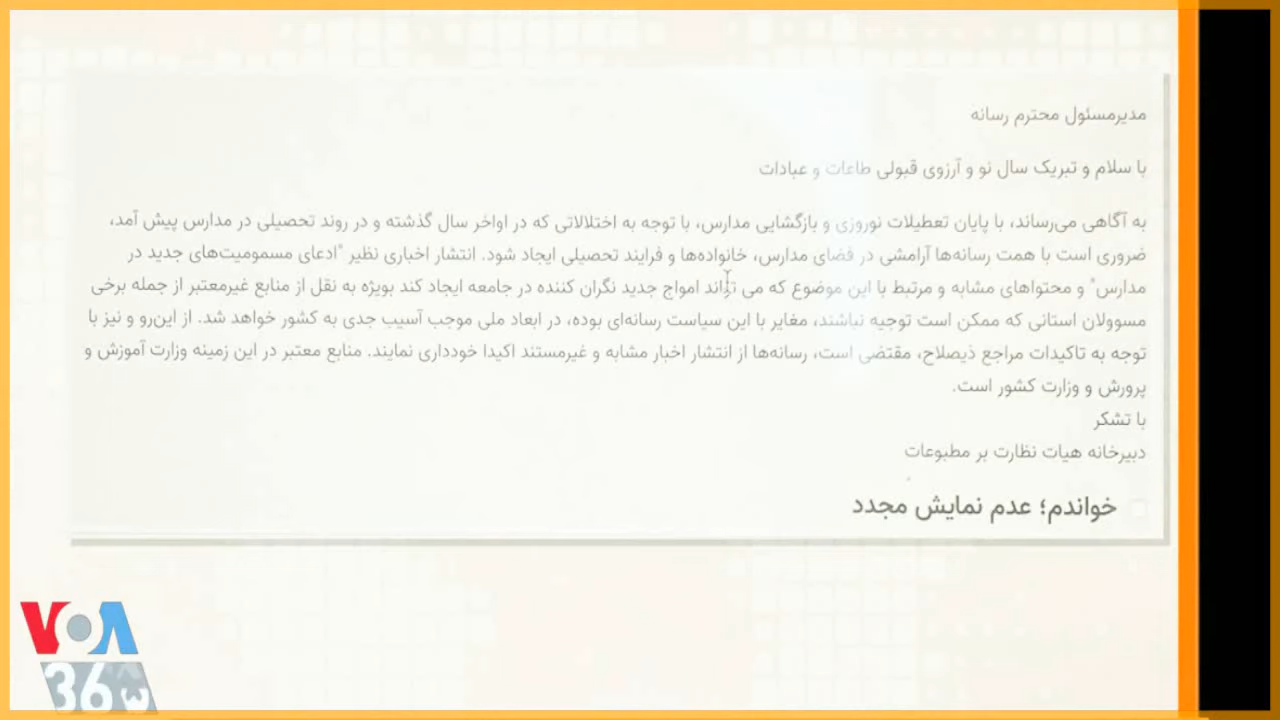 مدیرمسئول محترم رسانه
با سلام و تبریک سال نو و آرزوی قبولی طاعات و عبادات
به آگاهی می‌رساند، با پایان تعطیلات نوروزی و بازگشایی مدارس، با توجه به اختلالاتی که در اواخر سال گذشته و در روند تحصیلی در مدارس پیش آمد،
ضروری است با همت رسانه‌ها آرامشی در فضای مدارس، خانواده‌ها و فرایند تحصیلی ایجاد شود. انتشار اخباری نظیر "ادعای مسمومیت‌های جدید در
مدارس" و محتواهای مشابه و مرتبط با این موضوع که می تواند امواج جدید نگران کننده در جامعه ایجاد کند بویژه به نقل از منابع غیرمعتبر از جمله برخی
مسوولان استانی که ممکن است توجیه نباشند، مغایر با این سیاست رسانه‌ای بوده، در ابعاد ملی موجب آسیب جدی به کشور خواهد شد. از این‌رو و نیز با
توجه به تاکیدات مراجع ذیصلاح، مقتضی است، رسانه‌ها از انتشار اخبار مشابه و غیرمستند اکیدا خودداری نمایند. منابع معتبر در این زمینه وزارت آموزش و
پرورش و وزارت کشور است.
با تشکر
دبیرخانه هیات نظارت بر مطبوعات
خواندم؛ عدم نمایش مجدد
VOA
36۵